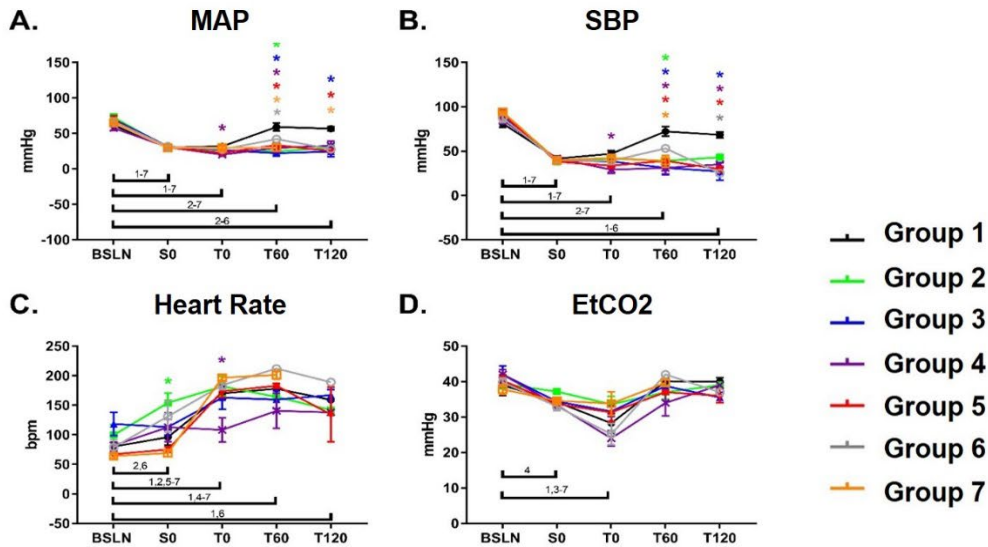 A. MAP
150
100
50
0
-50
-100
mmHg
* * * * * * * * * *
1-7
1-7
2-7
2-6
BSLN S0 T0 T60 T120
B. SBP
150
100
50
0
-50
mmHg
* * * * * * * * * *
1-7
1-7
2-7
1-6
BSLN S0 T0 T60 T120
C. Heart Rate
250
200
150
100
50
0
-50
bpm
* *
2,6
1,2,5-7
1,4-7
1,6
BSLN S0 T0 T60 T120
D. EtCO2
50
40
30
20
10
0
mmHg
4
1,3-7
BSLN S0 T0 T60 T120
Group 1
Group 2
Group 3
Group 4
Group 5
Group 6
Group 7